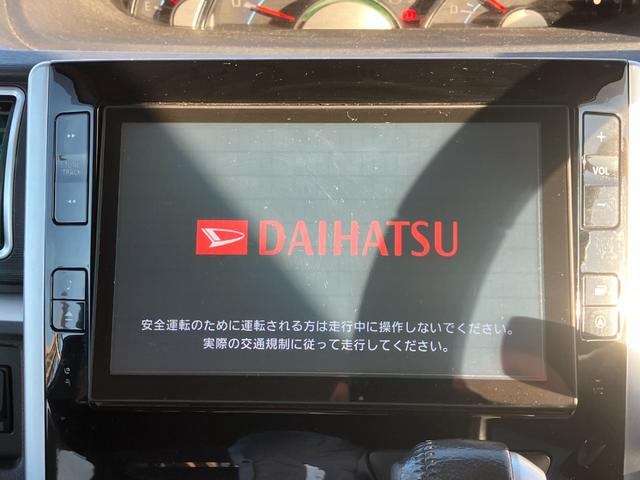 E
TRACK
VOL
DAIHATSU
安全運転のために運転される方は走行中に操作しないでください。
実際の交通規制に従って走行してください。